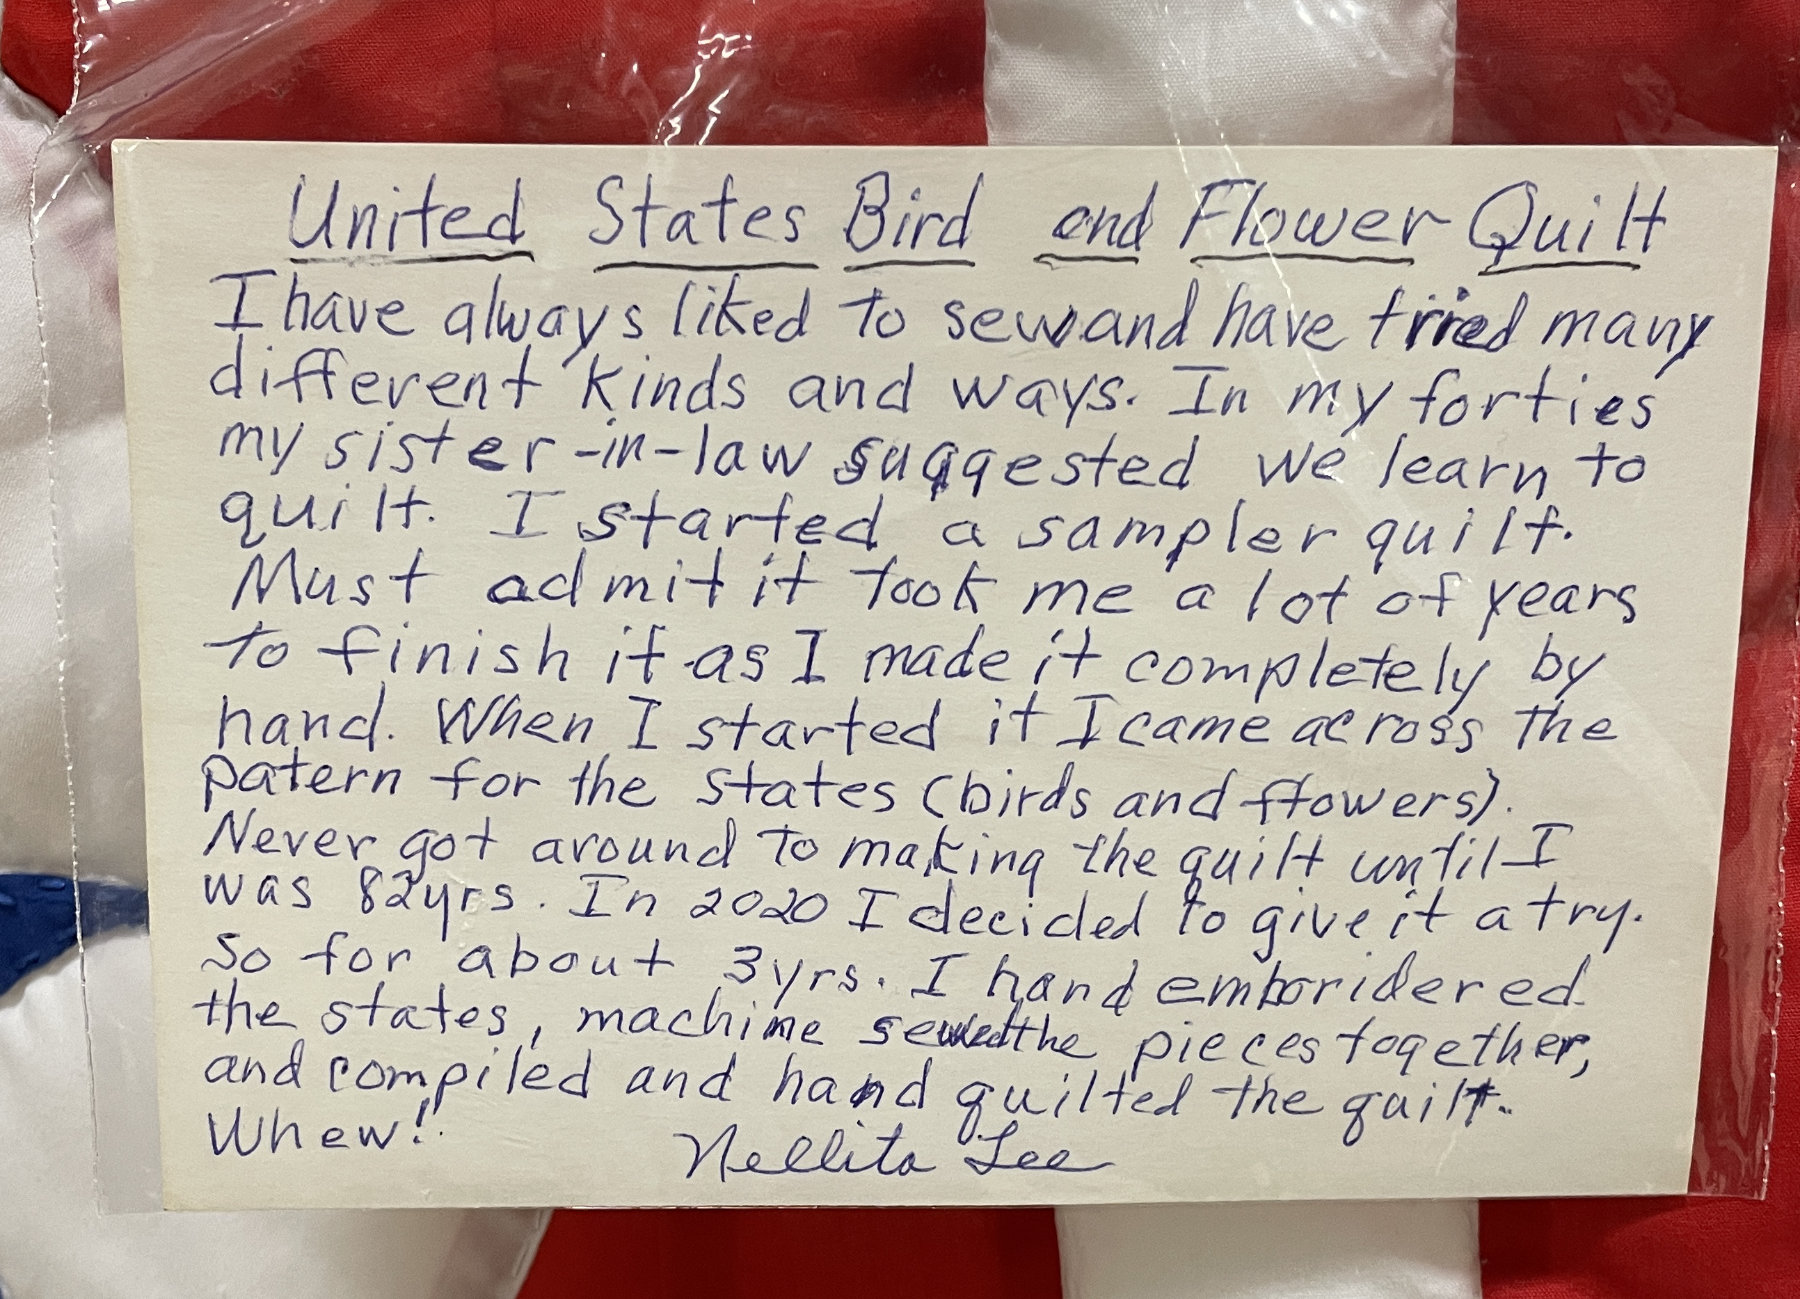 United States Bird and Flower Quilt
I have always liked to sew and have tried many
different kinds and ways. In my forties
my sister-in-law suggested we learn to
quilt. I started a sampler quilt.
Must admit it took me a lot of years
to finish it as I made it completely by
hand. When I started it I came across the
patern for the states (birds and flowers).
Never got around to making the quilt until I
was 82yrs. In 2020 I decided to give it a try.
So for about 3yrs. I hand emboridered
the states, machine sewed the pieces together,
and compiled and hand quilted the quilt.
Whew!
Nellita Lee